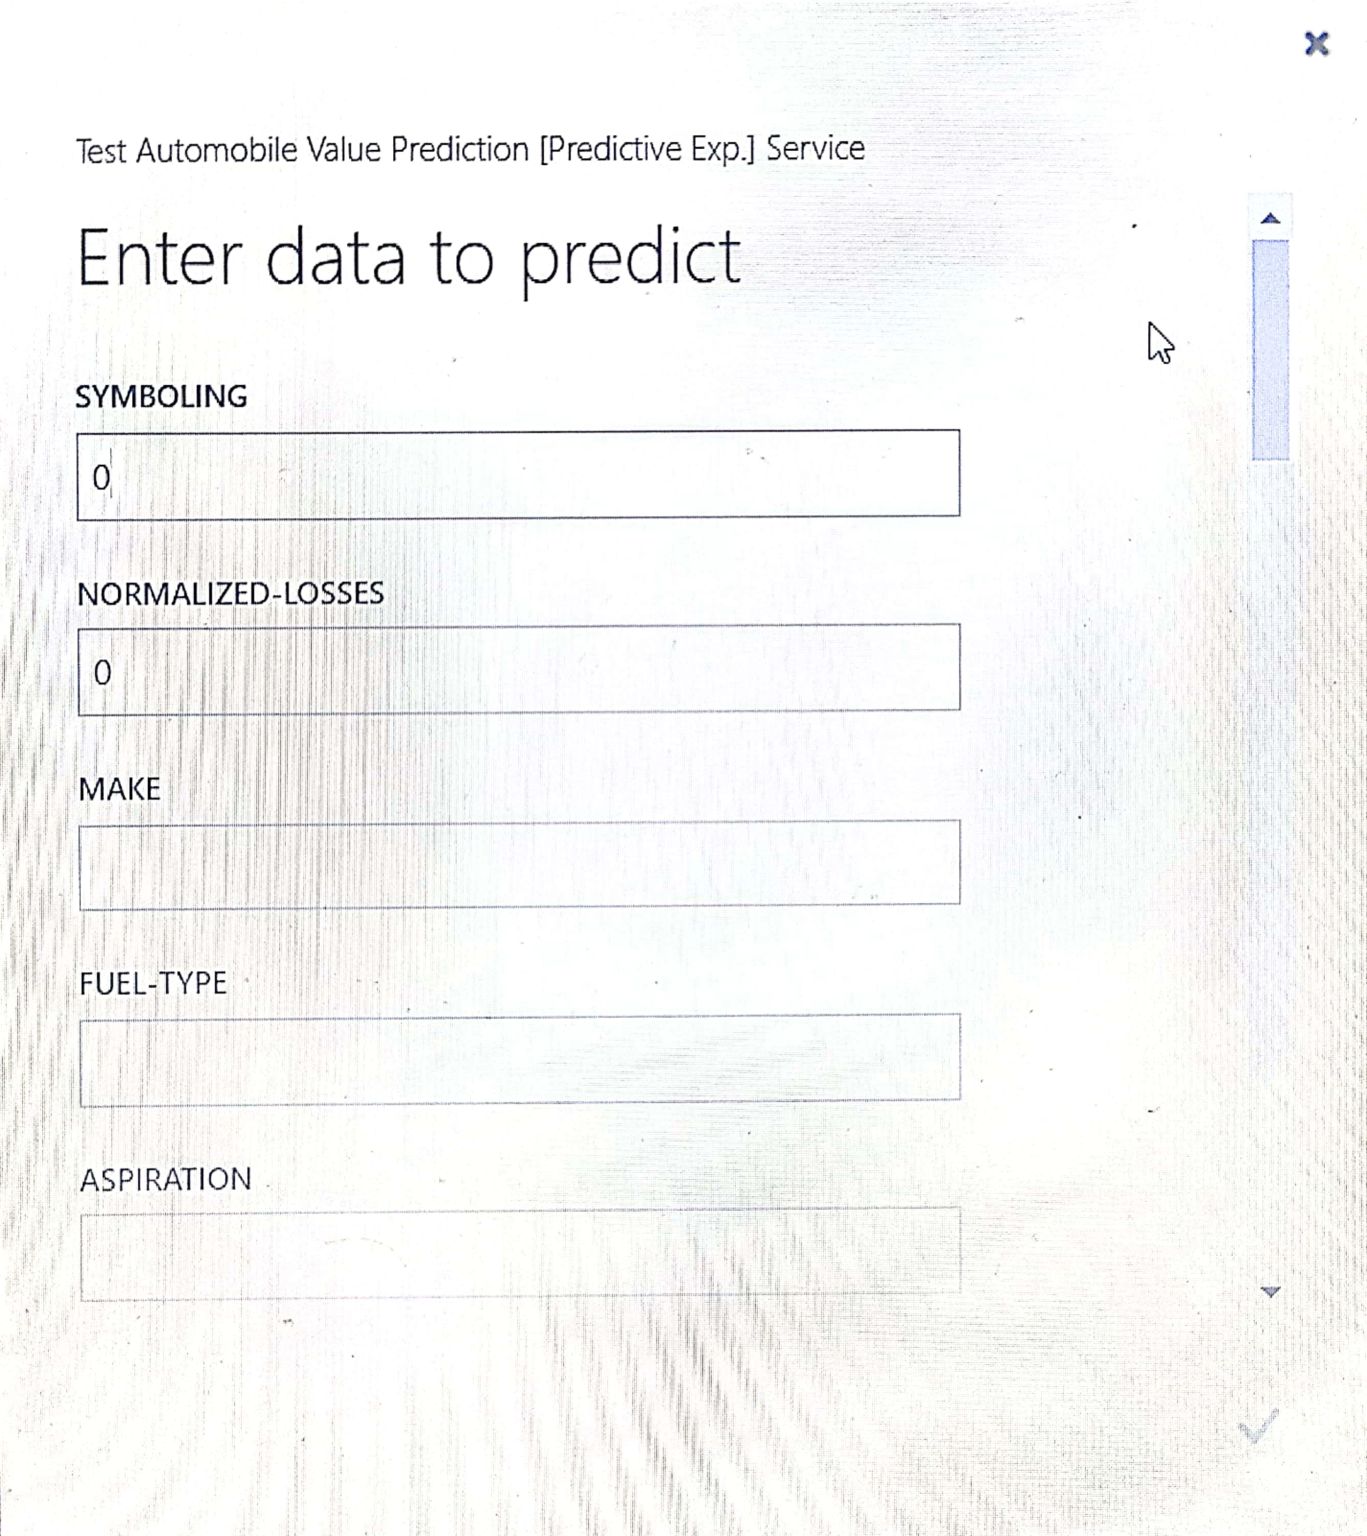 Test Automobile Value Prediction [Predictive Exp.] Service
Enter data to predict
SYMBOLING
0
NORMALIZED-LOSSES
0
MAKE
FUEL-TYPE
ASPIRATION